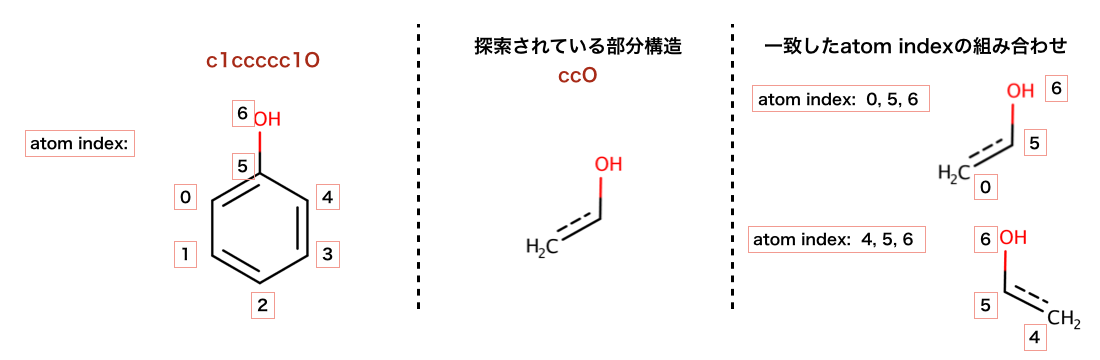 c1ccccc1O
atom index:
6
OH
5
0
4
1
3
2
探索されている部分構造
ccO
OH
H2C
一致したatom indexの組み合わせ
atom index: 0, 5, 6
OH
6
5
H2C
0
atom index: 4, 5, 6
6
OH
5
CH2
4